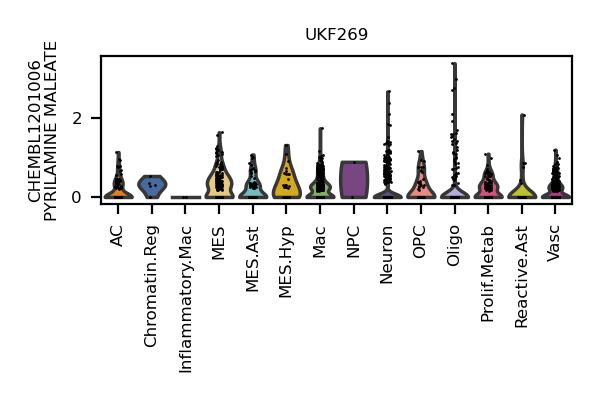 UKF269
CHEMBL1201006
PYRILAMINE MALEATE
2
0
AC
Chromatin.Reg
Inflammatory.Mac
MES
MES.Ast
MES.Hyp
Mac
NPC
Neuron
OPC
Oligo
Prolif.Metab
Reactive.Ast
Vasc